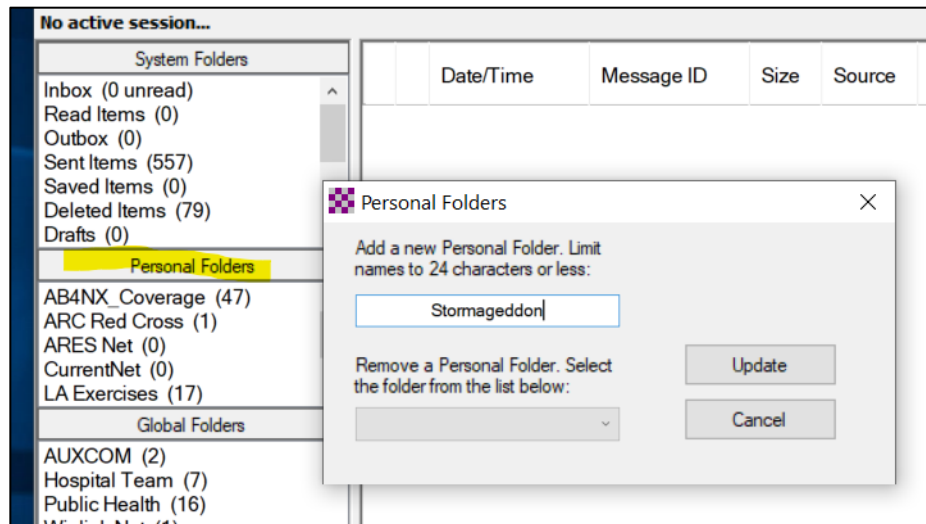 No active session...
System Folders
Inbox (0 unread)
Read Items (0)
Outbox (0)
Sent Items (557)
Saved Items (0)
Deleted Items (79)
Drafts (0)
Personal Folders
AB4NX_Coverage (47)
ARC Red Cross (1)
ARES Net (0)
CurrentNet (0)
LA Exercises (17)
Global Folders
AUXCOM (2)
Hospital Team (7)
Public Health (16)
Date/Time Message ID Size Source
Personal Folders
Add a new Personal Folder. Limit
names to 24 characters or less:
Stormageddon
Remove a Personal Folder. Select
the folder from the list below:
Update
Cancel